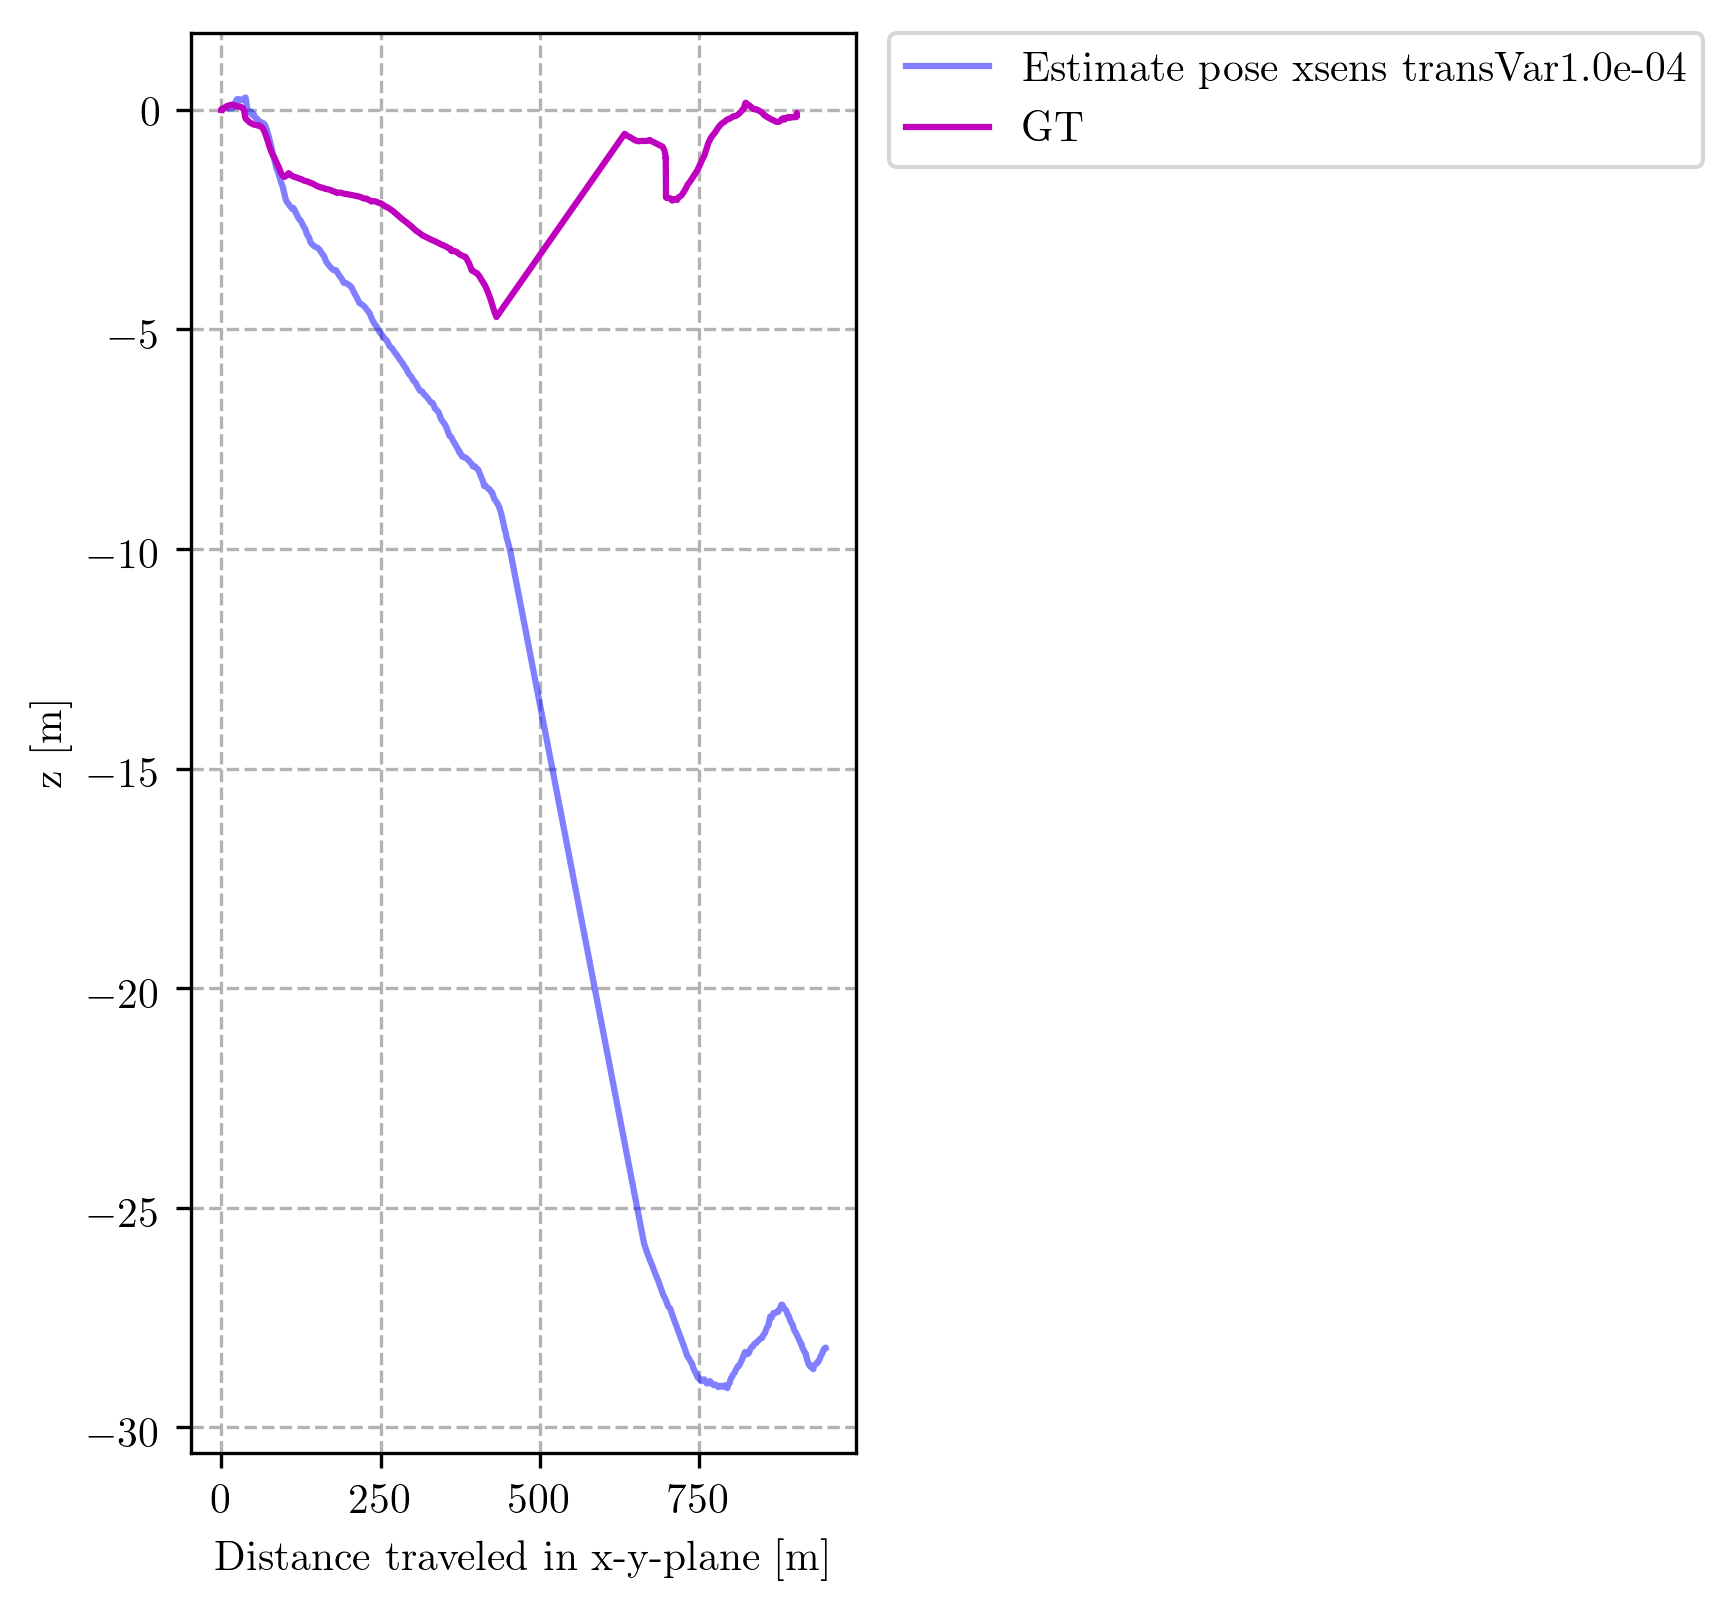 Estimate pose xsens transVar1.0e-04
GT
0
−5
−10
−15
−20
−25
−30
z [m]
0 250 500 750
Distance traveled in x-y-plane [m]